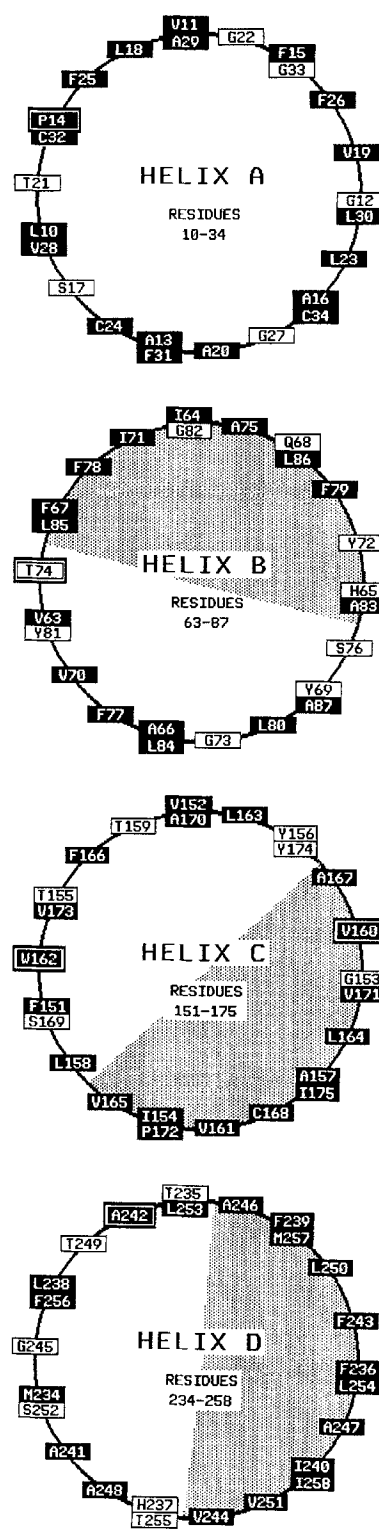 V11
A29
G22
L18
F15
G33
F25
F26
P14
C32
V19
HELIX A
T21
G12
L30
RESIDUES
10-34
L10
V28
L23
S17
A16
C34
C24
G27
A13
F31
A20
I64
G82
A75
I71
Q68
L86
F78
F79
F67
L85
Y72
HELIX B
T74
H65
A83
RESIDUES
63-87
V63
Y81
S76
V70
Y69
A87
F77
L80
A66
L84
G73
V152
A170
L163
T159
Y156
Y174
F166
A167
T155
V173
V160
HELIX C
W162
G153
V171
RESIDUES
151-175
F151
S169
L164
L158
A157
I175
V165
C168
I154
P172
V161
T235
L253
A246
A242
F239
M257
T249
L250
L238
F256
F243
HELIX D
G245
F236
L254
RESIDUES
234-258
M234
S252
A247
A241
I240
I258
A248
V251
H237
T255
V244